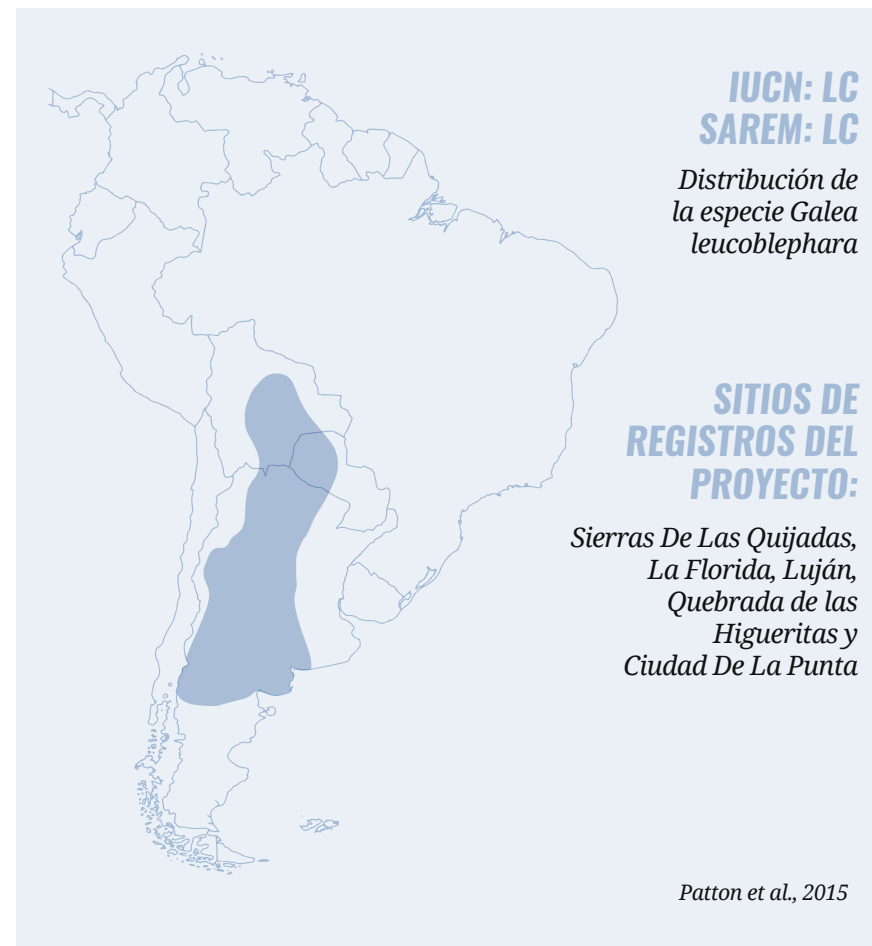 IUCN: LC
SAREM: LC
Distribución de
la especie Galea
leucoblephara
SITIOS DE
REGISTROS DEL
PROYECTO:
Sierras De Las Quijadas,
La Florida, Luján,
Quebrada de las
Higueritas y
Ciudad De La Punta
Patton et al., 2015